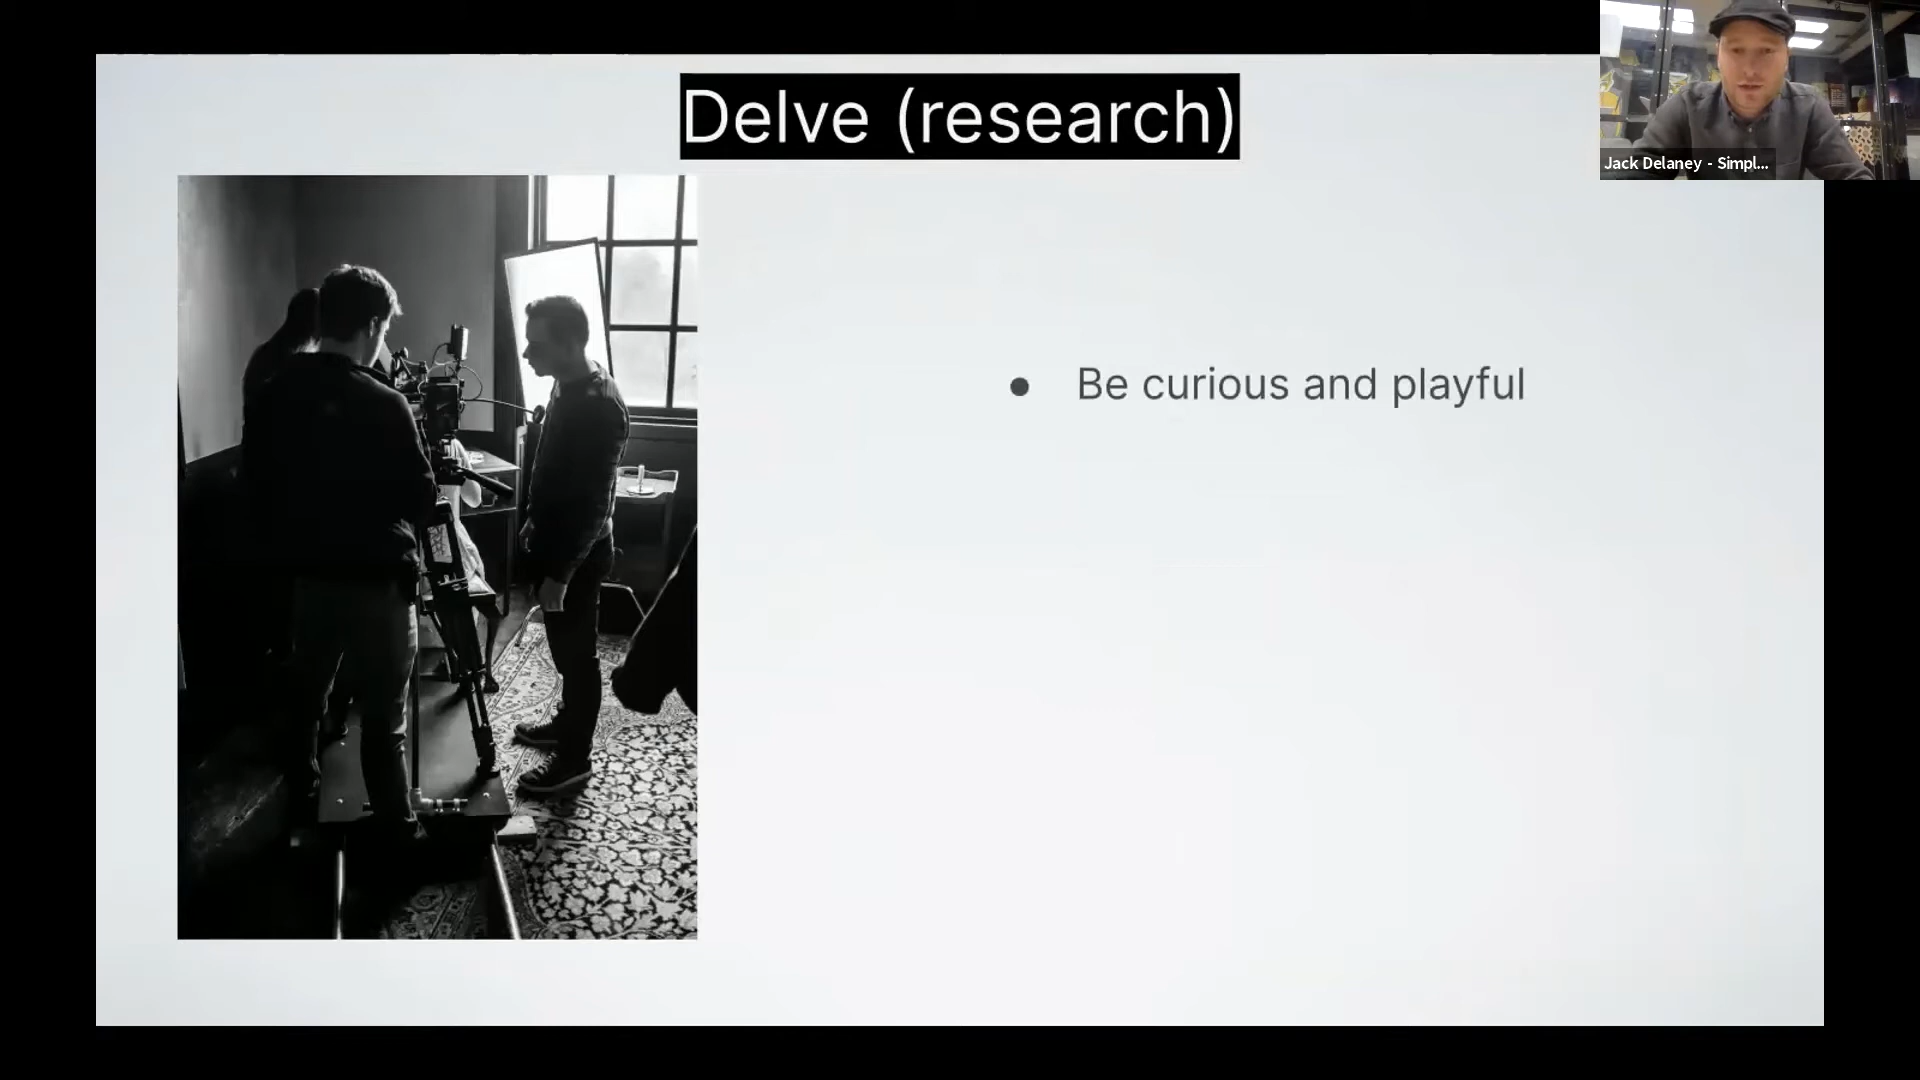 Delve (research)
Jack Delaney - Simpl...
• Be curious and playful